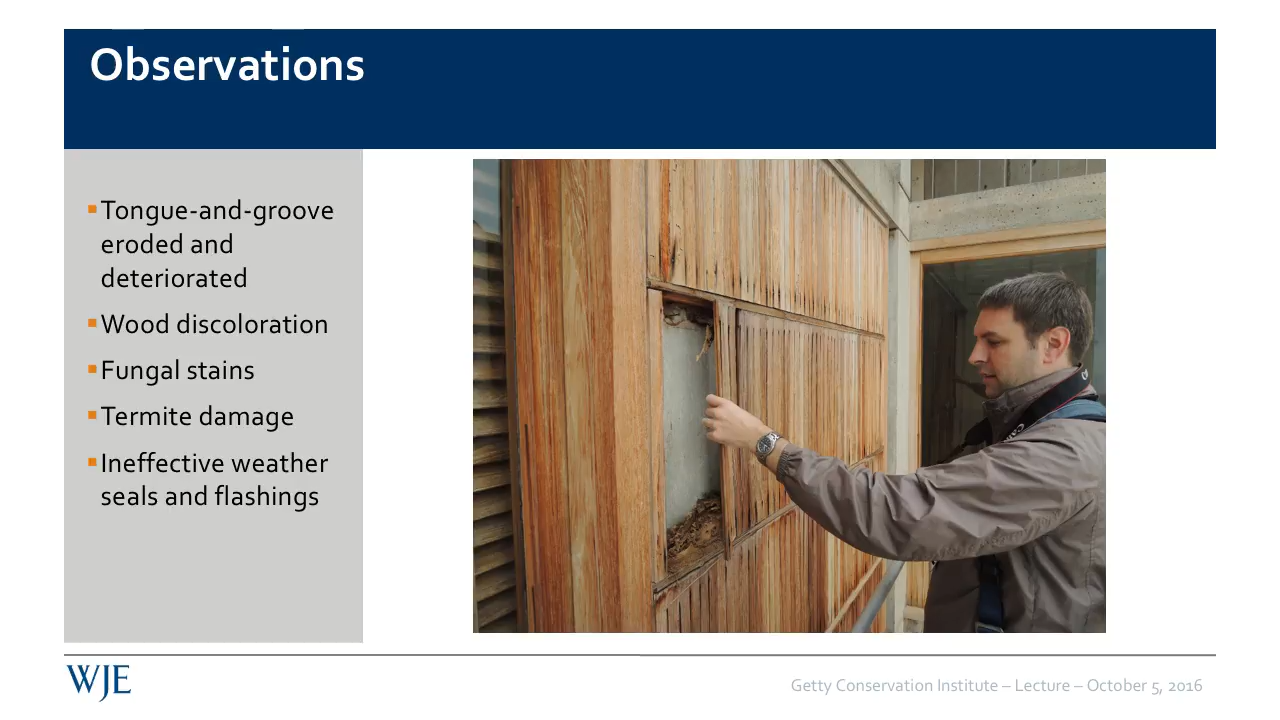 Observations
Tongue-and-groove
eroded and
deteriorated
Wood discoloration
Fungal stains
Termite damage
Ineffective weather
seals and flashings
WJE
Getty Conservation Institute – Lecture – October 5, 2016